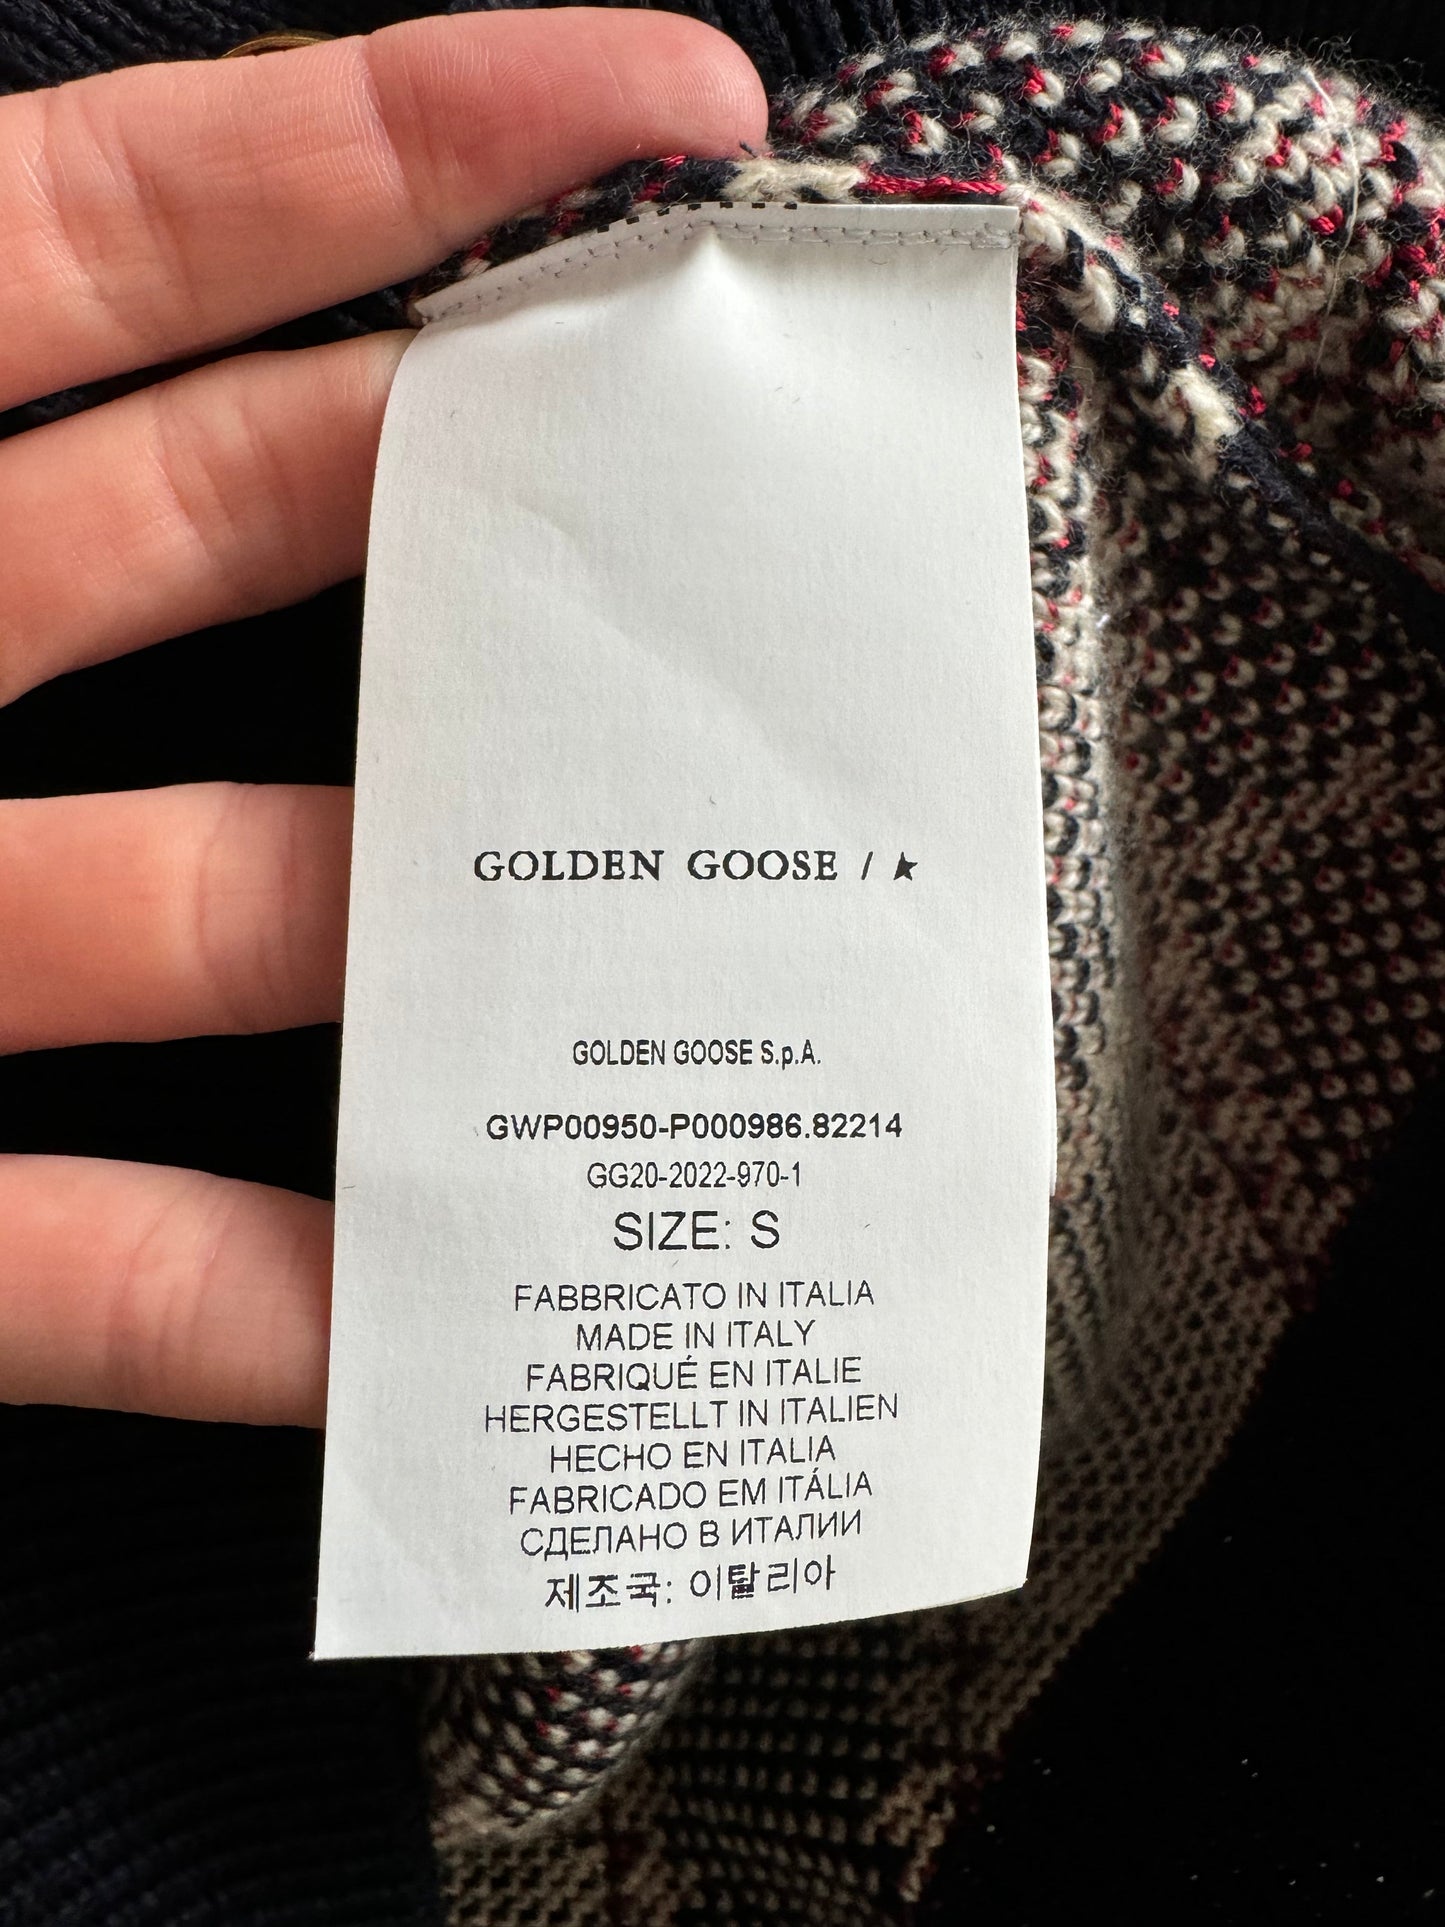 GOLDEN GOOSE / ★
GOLDEN GOOSE S.p.A.
GWP00950-P000986.82214
GG20-2022-970-1
SIZE: S
FABBRICATO IN ITALIA
MADE IN ITALY
FABRIQUÉ EN ITALIE
HERGESTELLT IN ITALIEN
HECHO EN ITALIA
FABRICADO EM ITÁLIA
СДЕЛАНО В ИТАЛИИ
제조국: 이탈리아